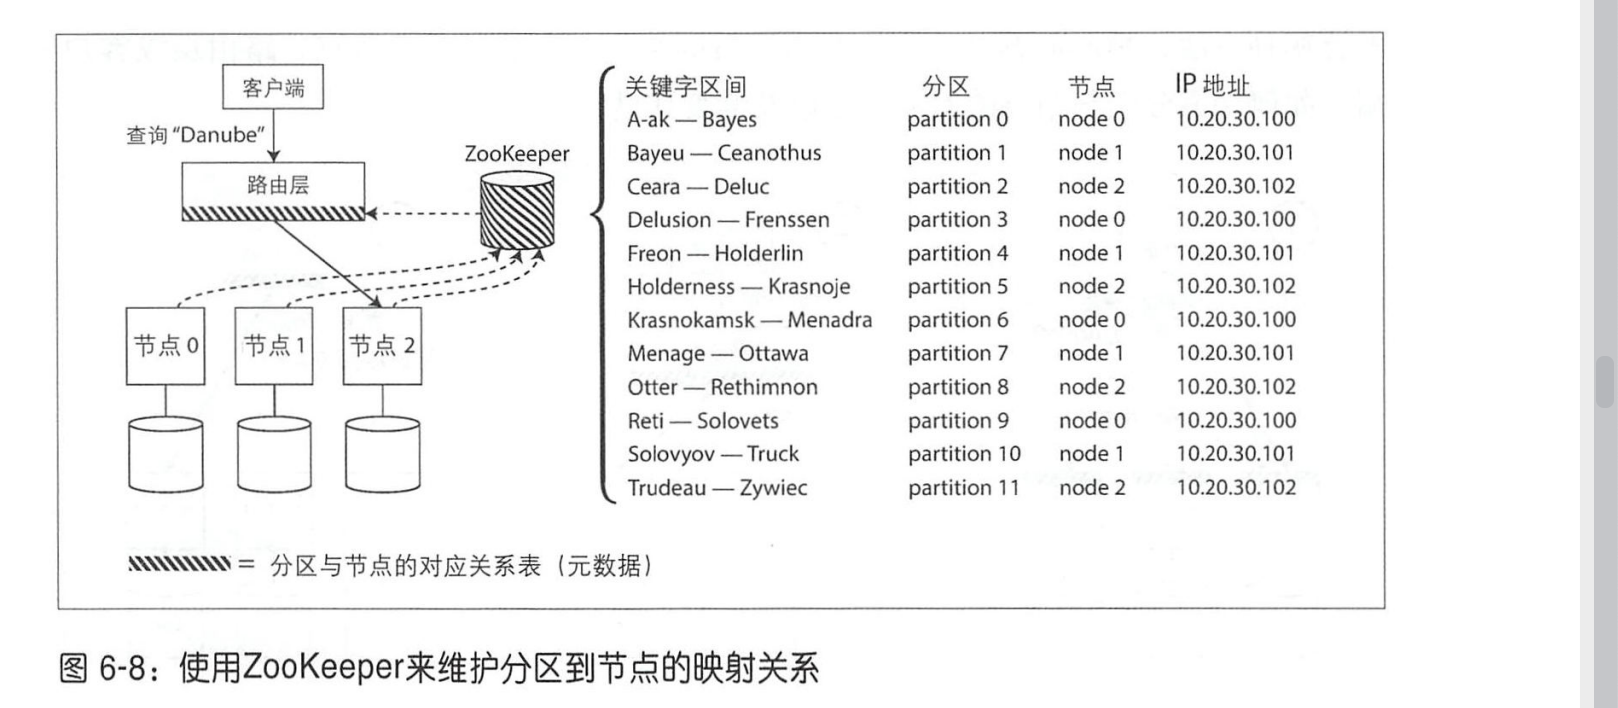 客户端
查询 “Danube”
路由层
ZooKeeper
节点 0
节点 1
节点 2
关键字区间 分区 节点 IP 地址
A-ak — Bayes partition 0 node 0 10.20.30.100
Bayeu — Ceanothus partition 1 node 1 10.20.30.101
Ceara — Deluc partition 2 node 2 10.20.30.102
Delusion — Frenssen partition 3 node 0 10.20.30.100
Freon — Holderlin partition 4 node 1 10.20.30.101
Holderness — Krasnoje partition 5 node 2 10.20.30.102
Krasnokamsk — Menadra partition 6 node 0 10.20.30.100
Menage — Ottawa partition 7 node 1 10.20.30.101
Otter — Rethimnon partition 8 node 2 10.20.30.102
Reti — Solovets partition 9 node 0 10.20.30.100
Solovyov — Truck partition 10 node 1 10.20.30.101
Trudeau — Zywiec partition 11 node 2 10.20.30.102
= 分区与节点的对应关系表（元数据）
图 6-8：使用ZooKeeper来维护分区到节点的映射关系